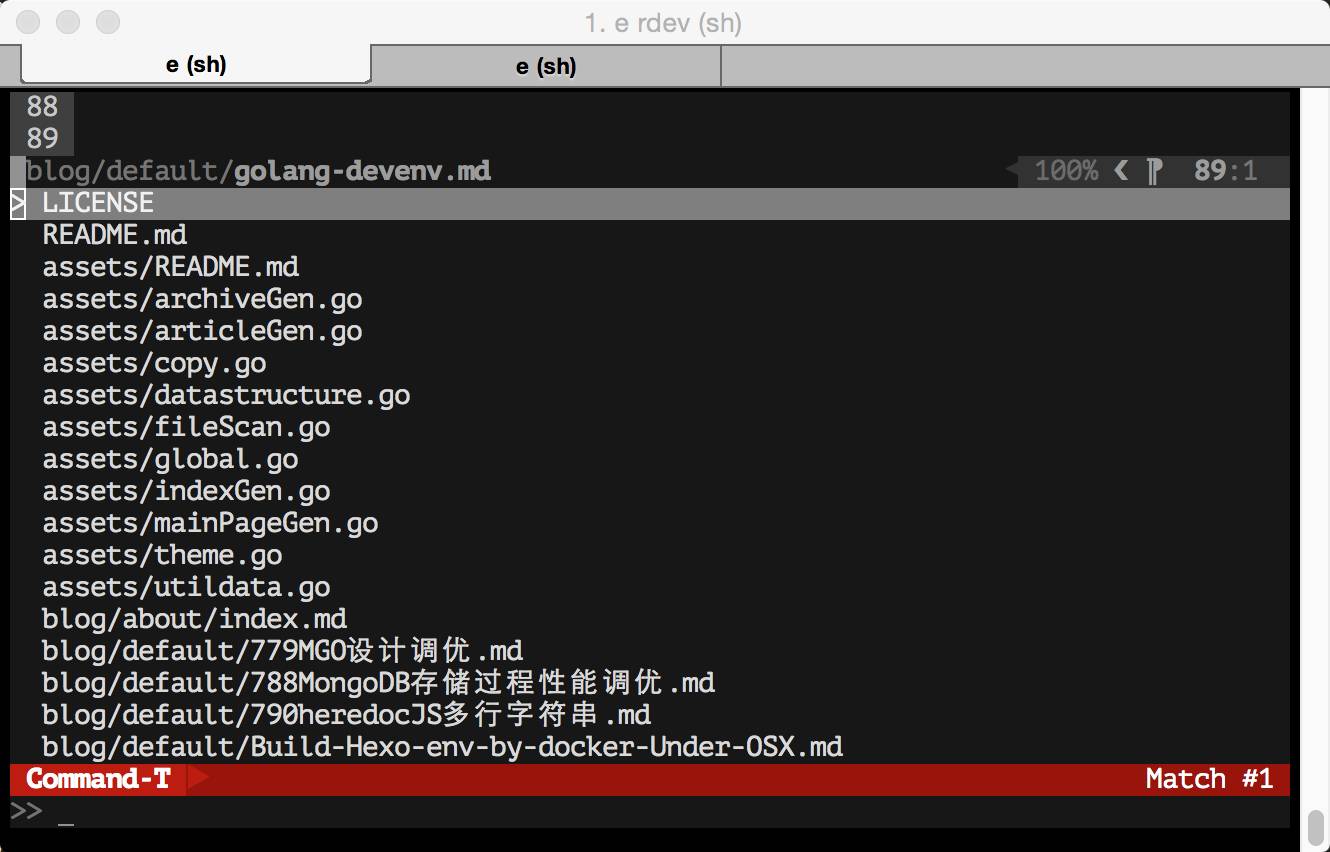 1. e rdev (sh)
e (sh) e (sh)
88
89
blog/default/golang-devenv.md 100% ❮ ⁋ 89:1
> LICENSE
README.md
assets/README.md
assets/archiveGen.go
assets/articleGen.go
assets/copy.go
assets/datastructure.go
assets/fileScan.go
assets/global.go
assets/indexGen.go
assets/mainPageGen.go
assets/theme.go
assets/utildata.go
blog/about/index.md
blog/default/779MGO设计调优.md
blog/default/788MongoDB存储过程性能调优.md
blog/default/790heredocJS多行字符串.md
blog/default/Build-Hexo-env-by-docker-Under-OSX.md
Command-T Match #1
>> _